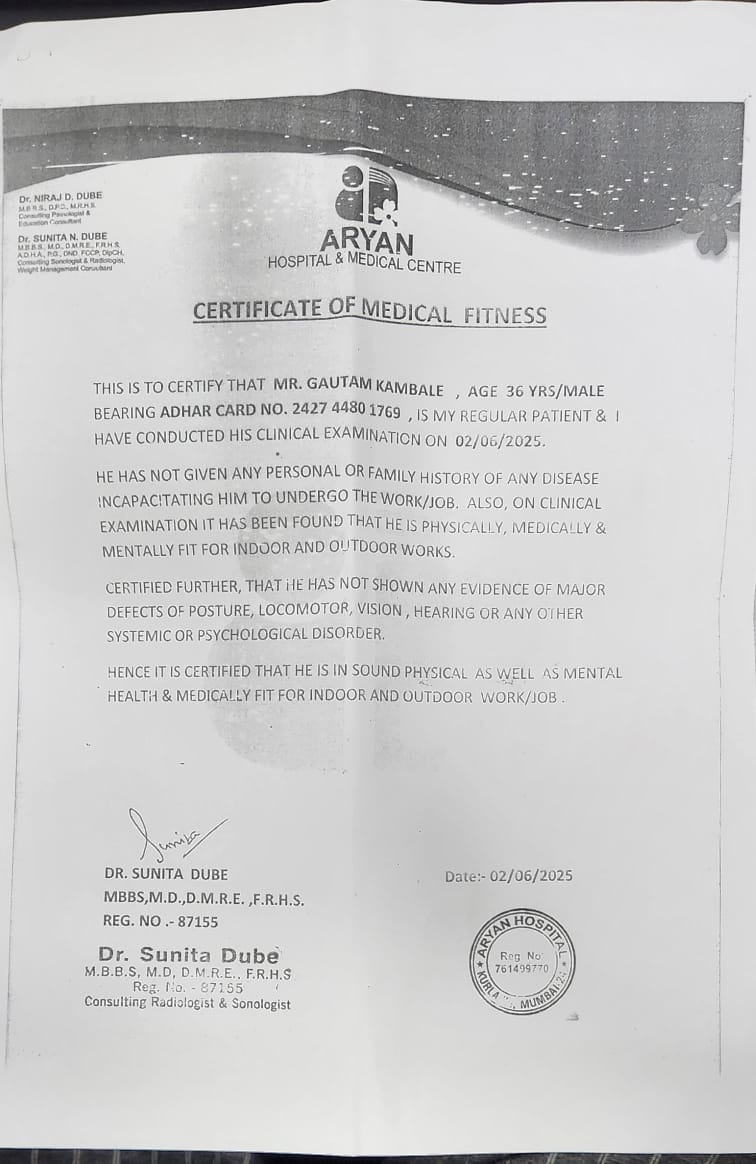 Dr. NIRAJ D. DUBE
M.B.B.S., D.P.C., M.R.H.S.
Consulting &
Education Consultant
Dr. SUNITA N. DUBE
M.B.B.S., M.D., D.M.R.E., F.R.H.S.
A.D.H.A., P.G., DND, FCCP, DipCH,
Consulting Sonologist & Radiologist,
Weight Management Consultant
ARYAN
HOSPITAL & MEDICAL CENTRE
CERTIFICATE OF MEDICAL FITNESS
THIS IS TO CERTIFY THAT MR. GAUTAM KAMBALE , AGE 36 YRS/MALE
BEARING ADHAR CARD NO. 2427 4480 1769 , IS MY REGULAR PATIENT & I
HAVE CONDUCTED HIS CLINICAL EXAMINATION ON 02/06/2025.
HE HAS NOT GIVEN ANY PERSONAL OR FAMILY HISTORY OF ANY DISEASE
INCAPACITATING HIM TO UNDERGO THE WORK/JOB. ALSO, ON CLINICAL
EXAMINATION IT HAS BEEN FOUND THAT HE IS PHYSICALLY, MEDICALLY &
MENTALLY FIT FOR INDOOR AND OUTDOOR WORKS.
CERTIFIED FURTHER, THAT HE HAS NOT SHOWN ANY EVIDENCE OF MAJOR
DEFECTS OF POSTURE, LOCOMOTOR, VISION , HEARING OR ANY OTHER
SYSTEMIC OR PSYCHOLOGICAL DISORDER.
HENCE IT IS CERTIFIED THAT HE IS IN SOUND PHYSICAL AS WELL AS MENTAL
HEALTH & MEDICALLY FIT FOR INDOOR AND OUTDOOR WORK/JOB .
Sunita
DR. SUNITA DUBE
MBBS,M.D.,D.M.R.E. ,F.R.H.S.
REG. NO .- 87155
Dr. Sunita Dube
M.B.B.S, M.D, D.M.R.E.. F.R.H.S
Reg. No. - 87155
Consulting Radiologist & Sonologist
Date:- 02/06/2025
ARYAN HOSPITAL
Reg No
761499770
KURLA MUMBAI-